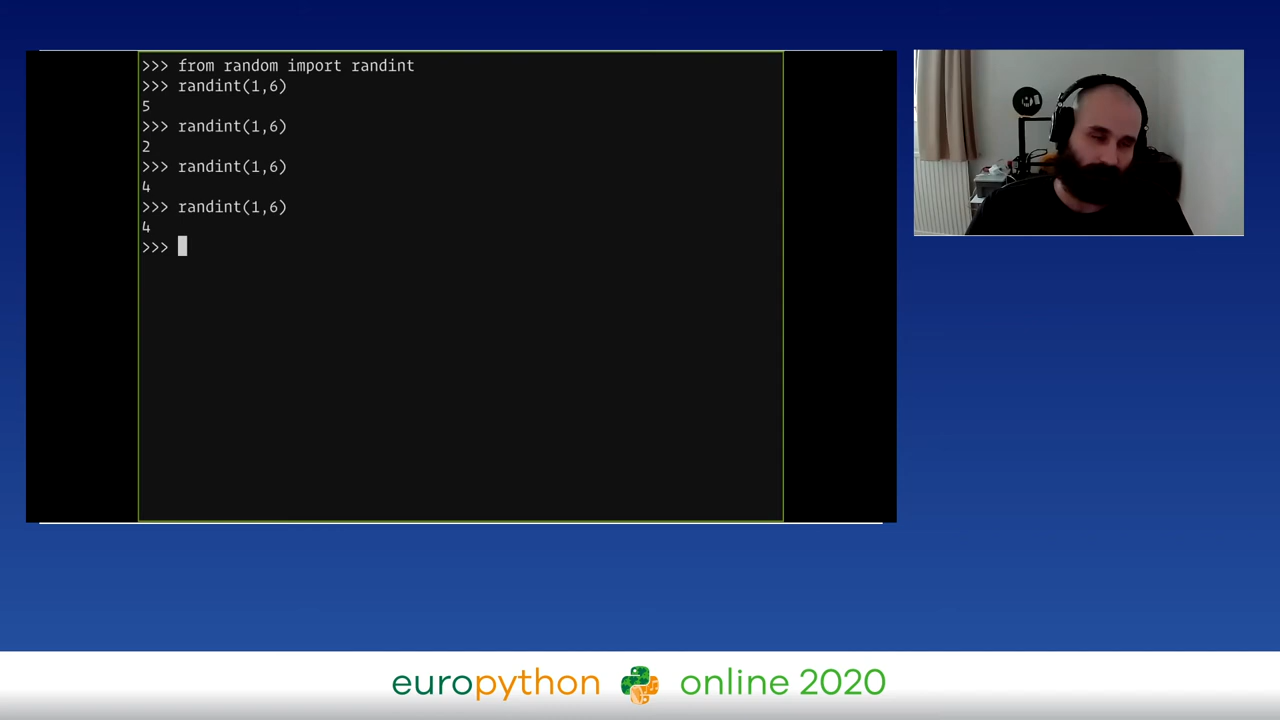 >>> from random import randint
>>> randint(1,6)
5
>>> randint(1,6)
2
>>> randint(1,6)
4
>>> randint(1,6)
4
>>>
europython online 2020